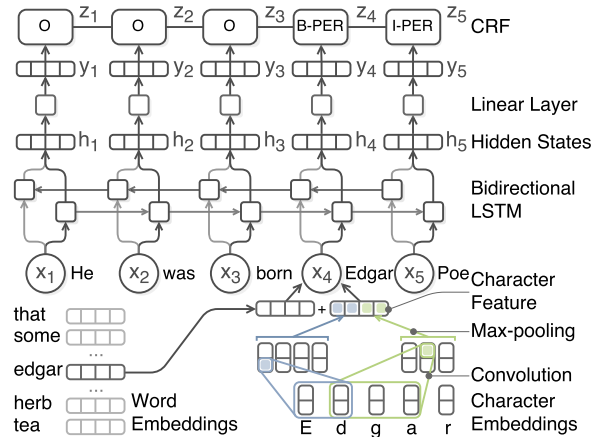 O z1 O z2 O z3 B-PER z4 I-PER z5 CRF
y1 y2 y3 y4 y5
Linear Layer
h1 h2 h3 h4 h5 Hidden States
Bidirectional
LSTM
x1 He x2 was x3 born x4 Edgar x5 Poe
Character
Feature
that
+
some
Max-pooling
...
edgar
Convolution
...
herb Word Character
tea Embeddings E d g a r Embeddings